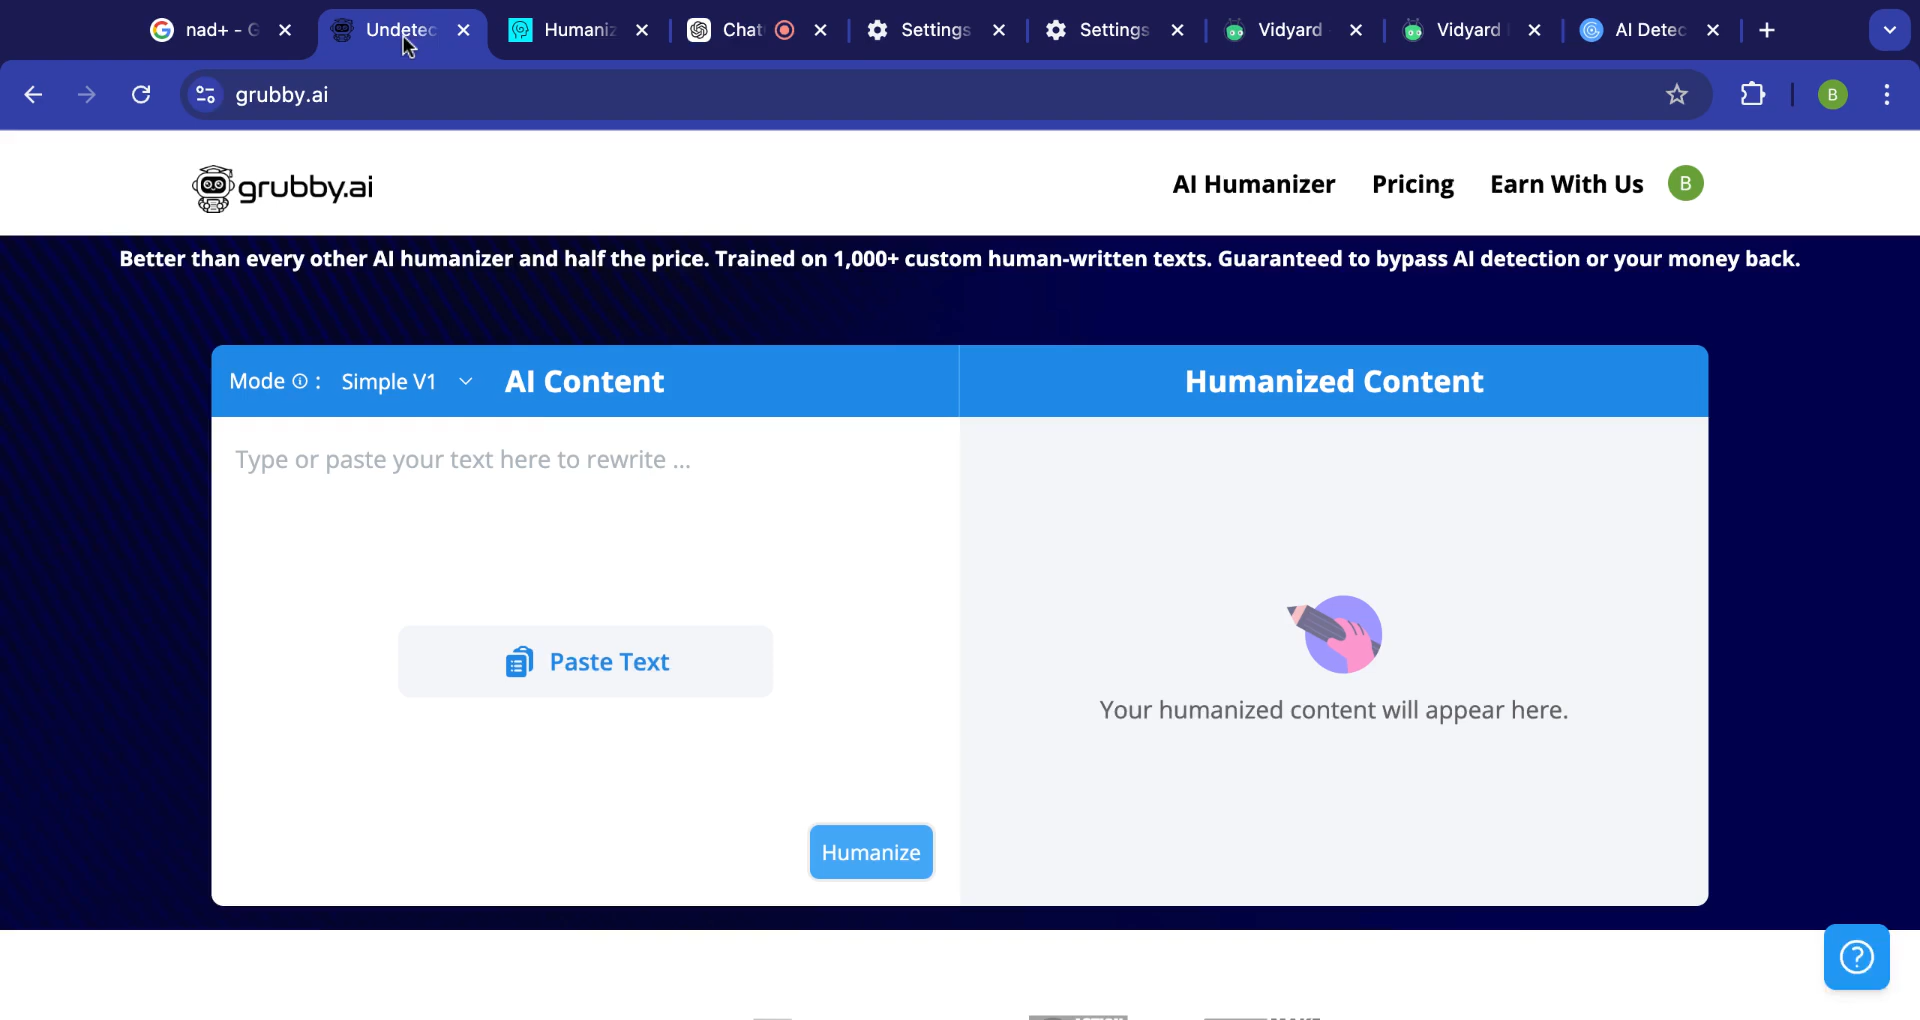 nad+ - G
Undetec
Humaniz
Chat
Settings
Settings
Vidyard
Vidyard
AI Detec
grubby.ai
B
grubby.ai
AI Humanizer
Pricing
Earn With Us
B
Better than every other AI humanizer and half the price. Trained on 1,000+ custom human-written texts. Guaranteed to bypass AI detection or your money back.
Mode : Simple V1
AI Content
Humanized Content
Type or paste your text here to rewrite ...
Paste Text
Your humanized content will appear here.
Humanize